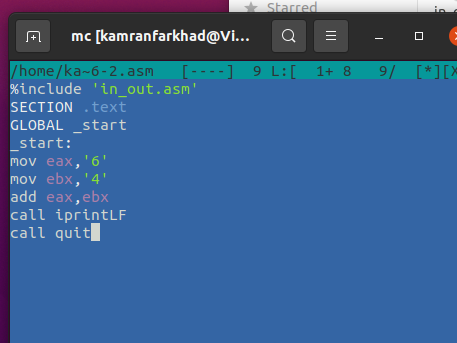 Starred
mc [kamranfarkhad@Vi...
/home/ka~6-2.asm [----] 9 L:[ 1+ 8 9/ [*][X
%include 'in_out.asm'
SECTION .text
GLOBAL _start
_start:
mov eax,'6'
mov ebx,'4'
add eax,ebx
call iprintLF
call quit